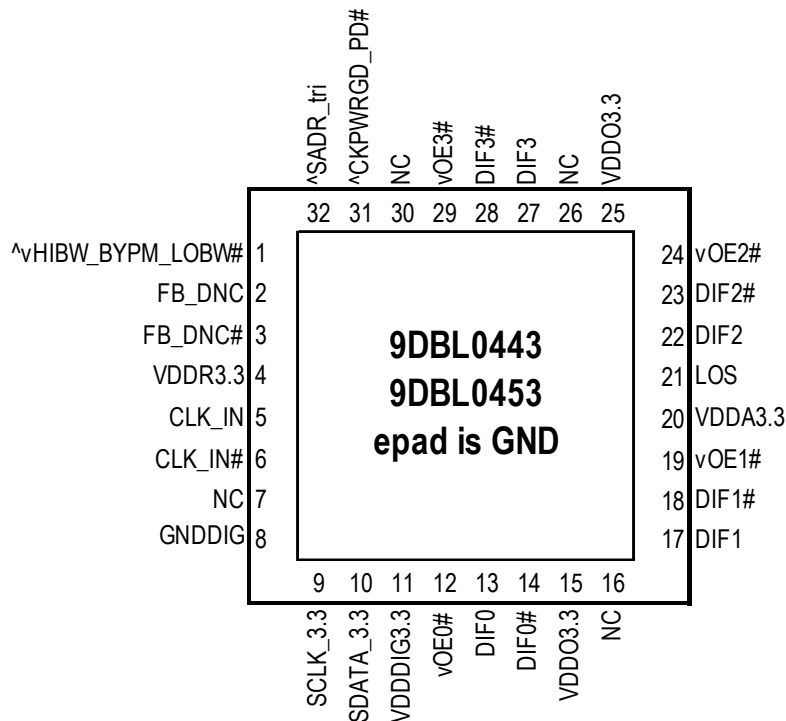 ^SADR_tri
^CKPWRGD_PD#
NC
vOE3#
DIF3#
DIF3
NC
VDDO3.3
32 31 30 29 28 27 26 25
^vHIBW_BYPM_LOBW# 1
FB_DNC 2
FB_DNC# 3
VDDR3.3 4
CLK_IN 5
CLK_IN# 6
NC 7
GNDDIG 8
9DBL0443
9DBL0453
epad is GND
24 vOE2#
23 DIF2#
22 DIF2
21 LOS
20 VDDA3.3
19 vOE1#
18 DIF1#
17 DIF1
9 10 11 12 13 14 15 16
SCLK_3.3
SDATA_3.3
VDDDIG3.3
vOE0#
DIF0
DIF0#
VDDO3.3
NC